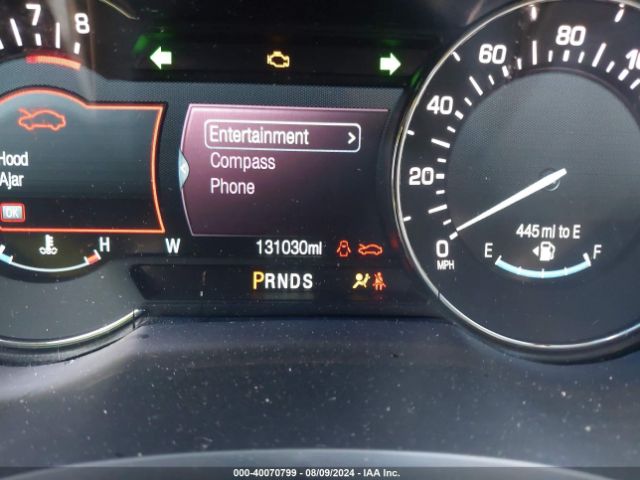 7 8
Hood
Ajar
OK
H
Entertainment >
Compass
Phone
W 131030mi
PRNDS
0 20 40 60 80
MPH
445 mi to E
E F
000-40070799 - 08/09/2024 - IAA Inc.